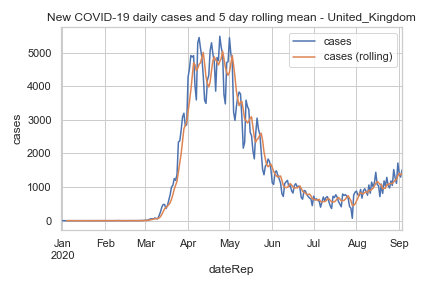 New COVID-19 daily cases and 5 day rolling mean - United_Kingdom
cases
cases (rolling)
5000
4000
3000
2000
1000
0
cases
Jan Feb Mar Apr May Jun Jul Aug Sep
2020
dateRep